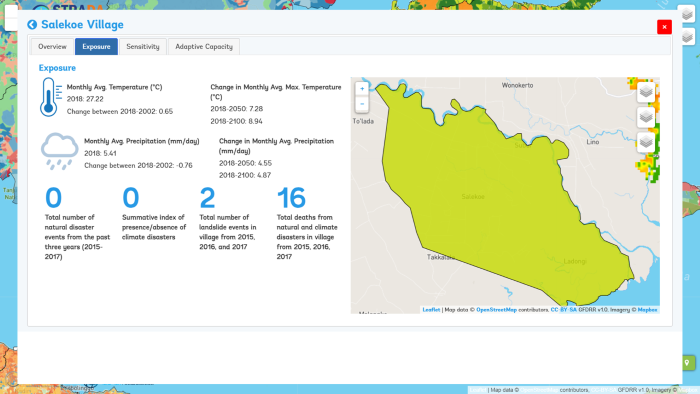 STRADA
Salekoe Village
×
Overview
Exposure
Sensitivity
Adaptive Capacity
Exposure
Monthly Avg. Temperature (°C)
2018: 27.22
Change between 2018-2002: 0.65
Change in Monthly Avg. Max. Temperature
(°C)
2018-2050: 7.28
2018-2100: 8.94
Monthly Avg. Precipitation (mm/day)
2018: 5.41
Change between 2018-2002: -0.76
Change in Monthly Avg. Precipitation
(mm/day)
2018-2050: 4.55
2018-2100: 4.87
0
Total number of
natural disaster
events from the past
three years (2015-
2017)
0
Summative index of
presence/absence of
climate disasters
2
Total number of
landslide events in
village from 2015,
2016, and 2017
16
Total deaths from
natural and climate
disasters in village
from 2015, 2016,
2017
+
−
Wonokerto
To'lada
Lino
Salekoe
Takkalala
Ladongi
Leaflet | Map data © OpenStreetMap contributors, CC-BY-SA GFDRR v1.0, Imagery © Mapbox
| Map data ©
contributors,
GFDRR v1.0, Imagery ©